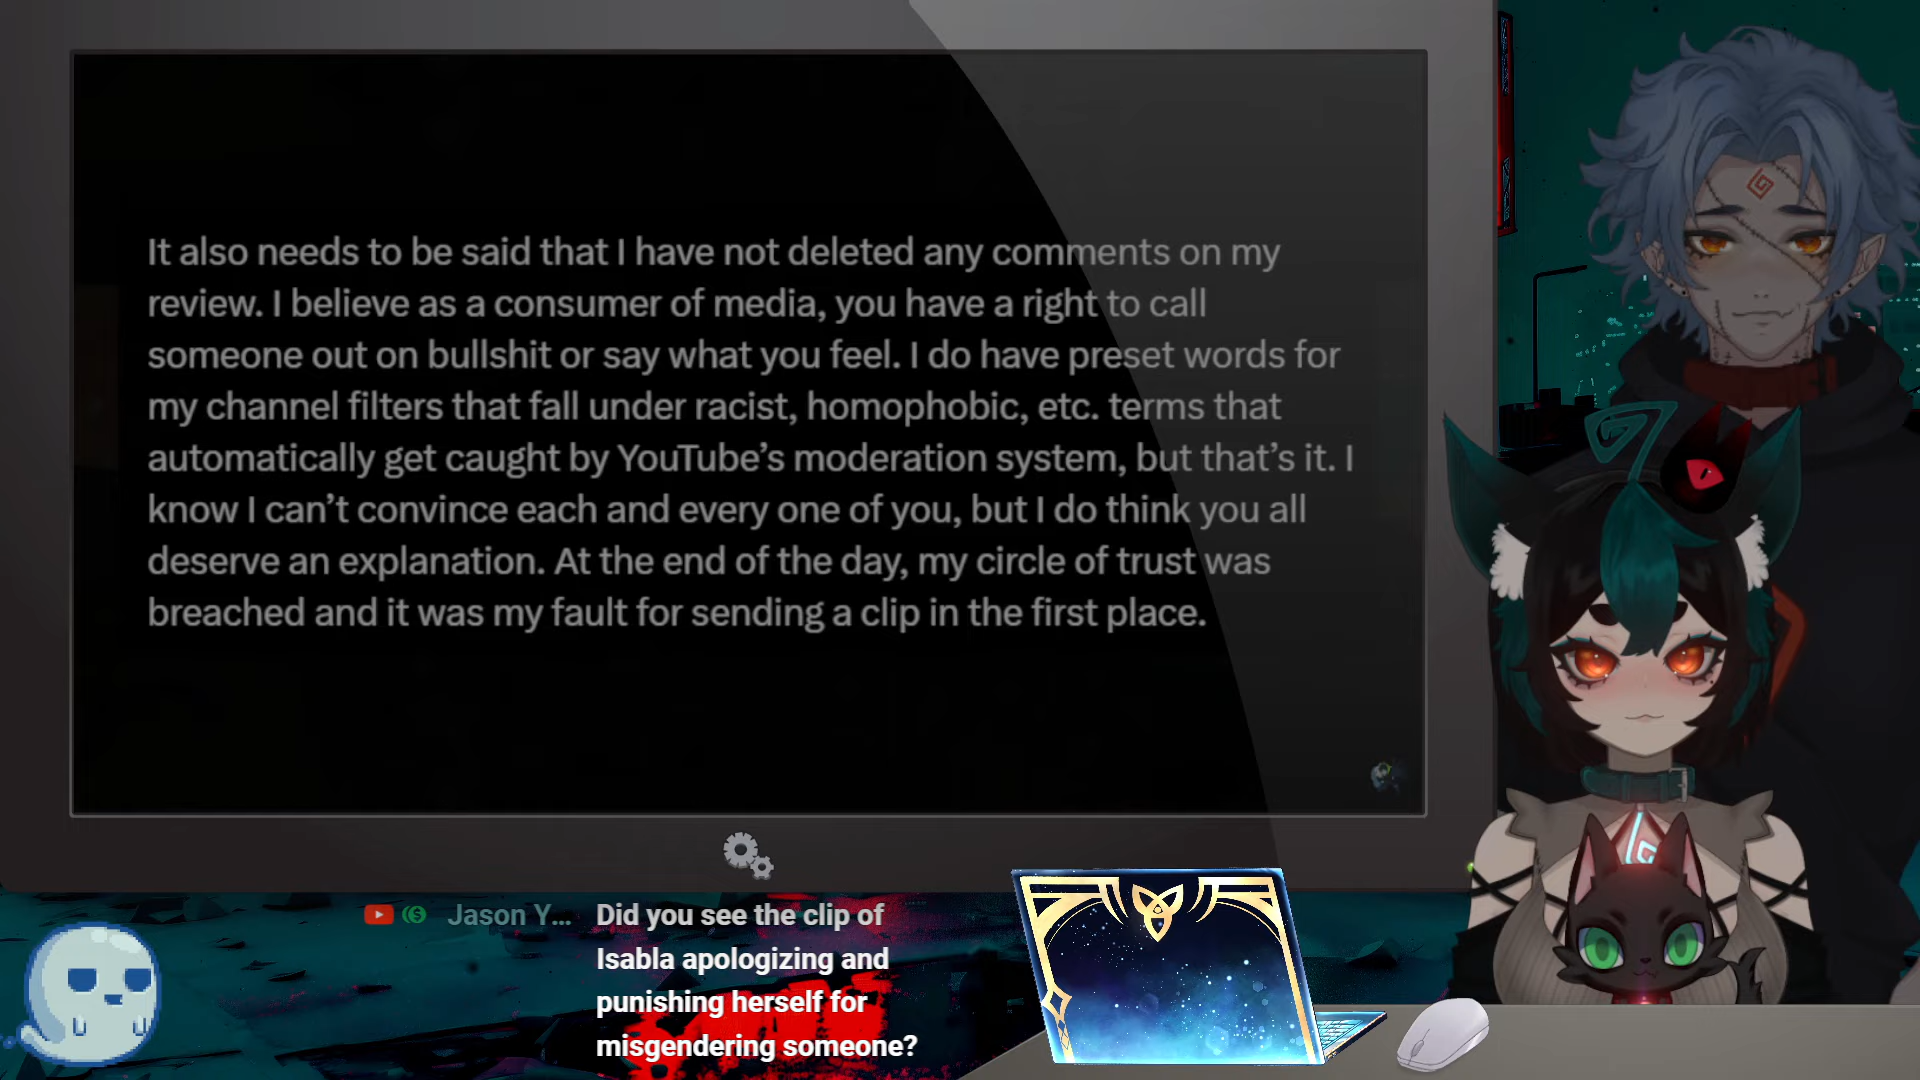 It also needs to be said that I have not deleted any comments on my
review. I believe as a consumer of media, you have a right to call
someone out on bullshit or say what you feel. I do have preset words for
my channel filters that fall under racist, homophobic, etc. terms that
automatically get caught by YouTube’s moderation system, but that’s it. I
know I can’t convince each and every one of you, but I do think you all
deserve an explanation. At the end of the day, my circle of trust was
breached and it was my fault for sending a clip in the first place.
Jason Y... Did you see the clip of
Isabla apologizing and
punishing herself for
misgendering someone?